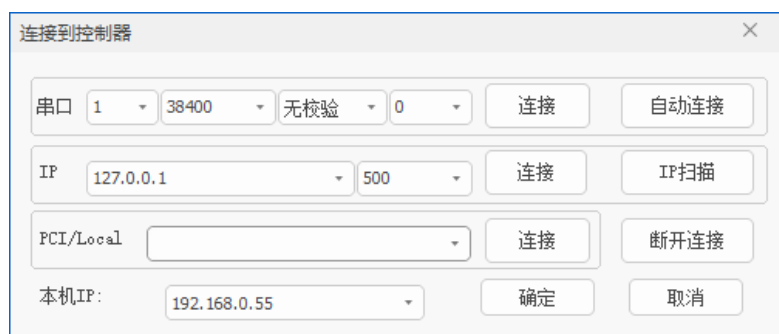 连接到控制器
串口 1 38400 无校验 0 连接 自动连接
IP 127.0.0.1 500 连接 IP扫描
PCI/Local 连接 断开连接
本机IP: 192.168.0.55 确定 取消